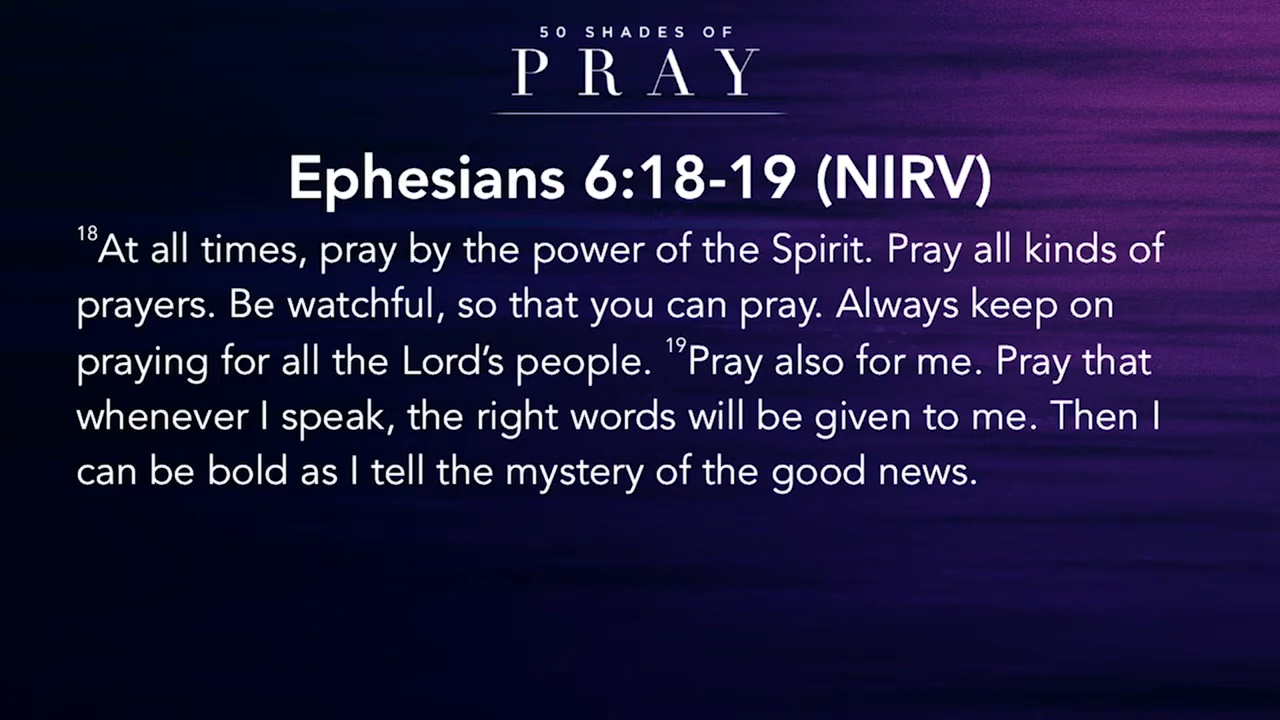 50 SHADES OF
PRAY
Ephesians 6:18-19 (NIRV)
18At all times, pray by the power of the Spirit. Pray all kinds of
prayers. Be watchful, so that you can pray. Always keep on
praying for all the Lord’s people. 19Pray also for me. Pray that
whenever I speak, the right words will be given to me. Then I
can be bold as I tell the mystery of the good news.